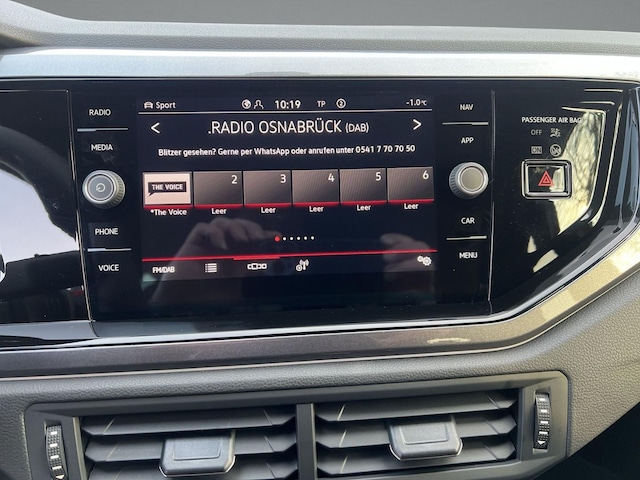 RADIO
MEDIA
PHONE
VOICE
Sport 10:19 TP -1.0°C
< .RADIO OSNABRÜCK (DAB) >
Blitzer gesehen? Gerne per WhatsApp oder anrufen unter 0541 7 70 70 50
THE VOICE 2 3 4 5 6
*The Voice Leer Leer Leer Leer Leer
FM/DAB
NAV
APP
CAR
MENU
PASSENGER AIR BAG
OFF
ON